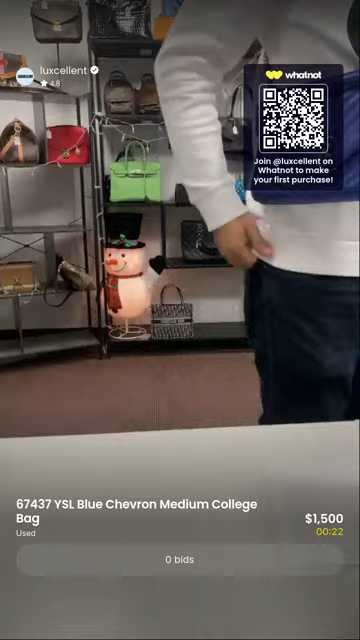 luxcellent
★ 4.8
whatnot
Join @luxcellent on
Whatnot to make
your first purchase!
67437 YSL Blue Chevron Medium College
Bag
$1,500
Used
00:22
0 bids